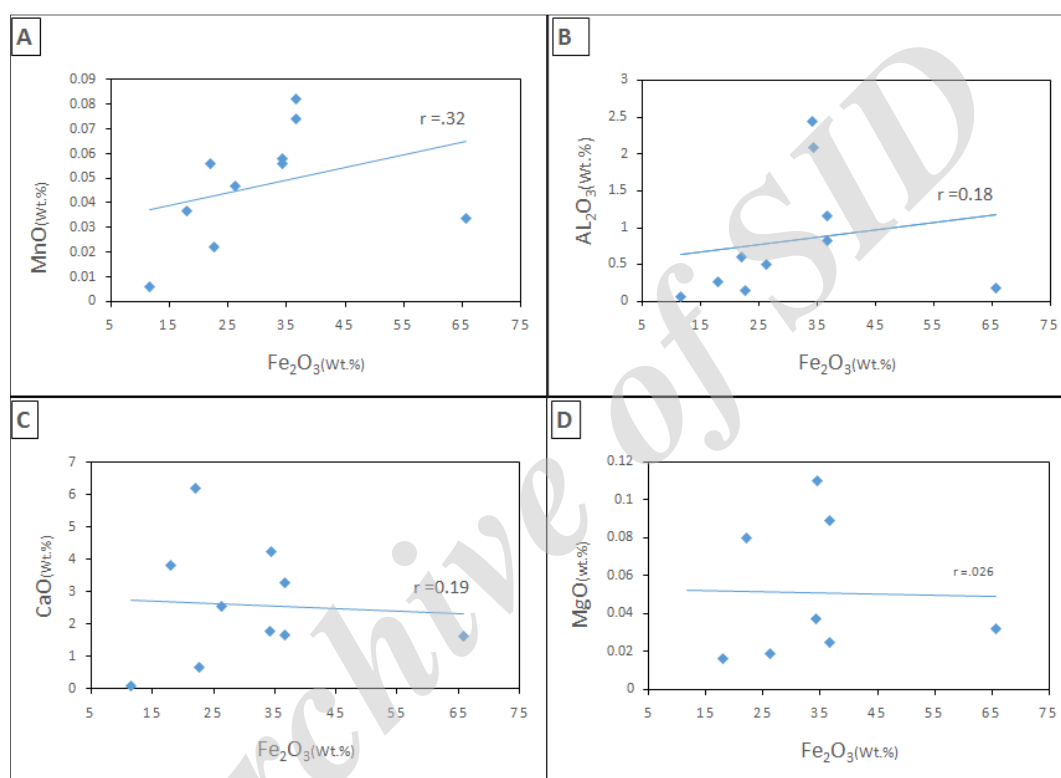 A
MnO(Wt.%)
0.09
0.08
0.07
0.06
0.05
0.04
0.03
0.02
0.01
0
r =.32
5 15 25 35 45 55 65 75
Fe₂O₃(Wt.%)
B
AL₂O₃(Wt.%)
3
2.5
2
1.5
1
0.5
0
r=0.18
5 15 25 35 45 55 65 75
Fe₂O₃(Wt.%)
C
CaO(Wt.%)
7
6
5
4
3
2
1
0
r =0.19
5 15 25 35 45 55 65 75
Fe₂O₃(Wt.%)
D
MgO(wt.%)
0.12
0.1
0.08
0.06
0.04
0.02
0
r =.026
5 15 25 35 45 55 65 75
Fe₂O₃(Wt.%)
rchive of SID